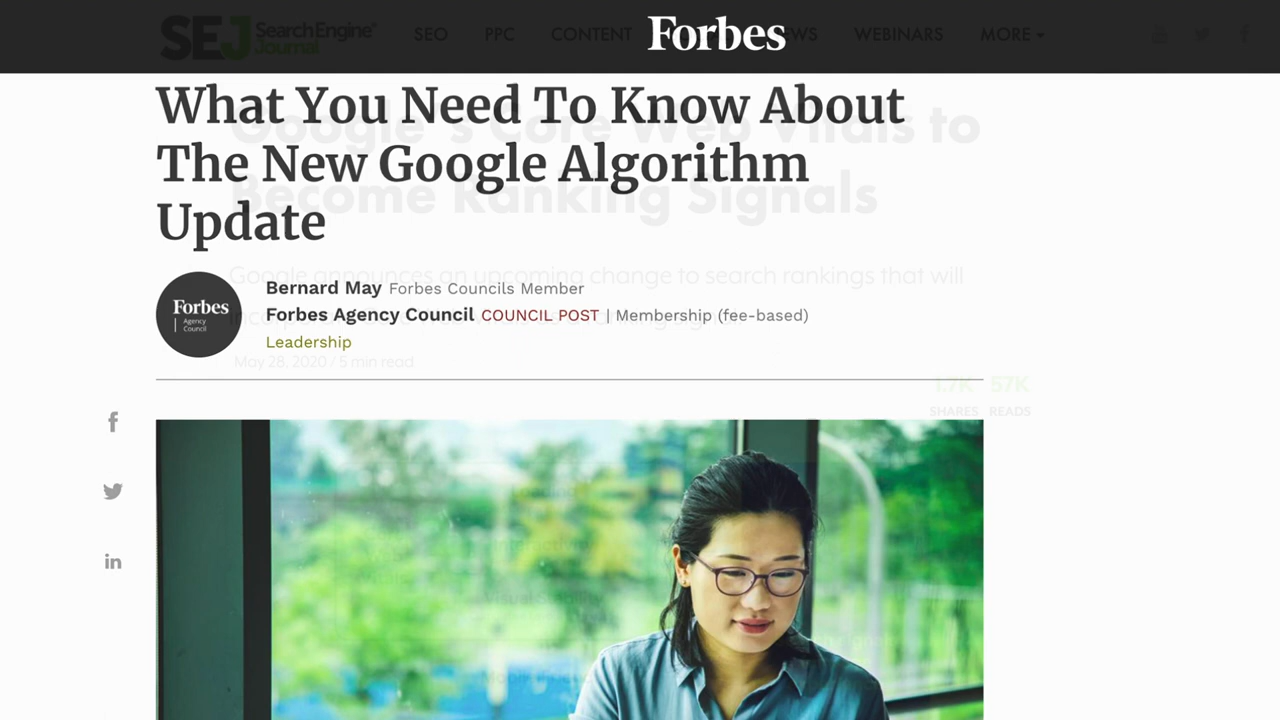 SEJ SearchEngine Journal SEO PPC CONTENT NEWS WEBINARS MORE
Forbes
What You Need To Know About
The New Google Algorithm
Update
Google's Core Web Vitals to
Become Ranking Signals
Google announces an upcoming change to search rankings that will
Forbes
Agency
Council
Bernard May Forbes Councils Member
Forbes Agency Council COUNCIL POST | Membership (fee-based)
Leadership
May 28, 2020 / 5 min read
1.7K 57K
SHARES READS
f
in